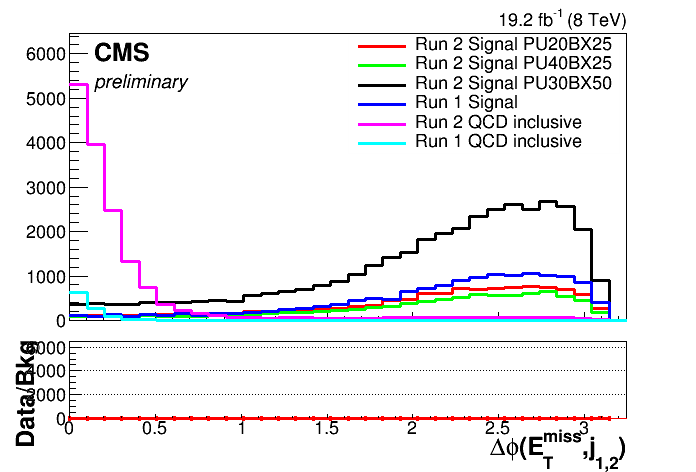 19.2 fb⁻¹ (8 TeV)
CMS
preliminary
Run 2 Signal PU20BX25
Run 2 Signal PU40BX25
Run 2 Signal PU30BX50
Run 1 Signal
Run 2 QCD inclusive
Run 1 QCD inclusive
6000
5000
4000
3000
2000
1000
0
Data/Bkg
6000
4000
2000
0
0 0.5 1 1.5 2 2.5 3
Δϕ(E_T^miss,j_1,2)